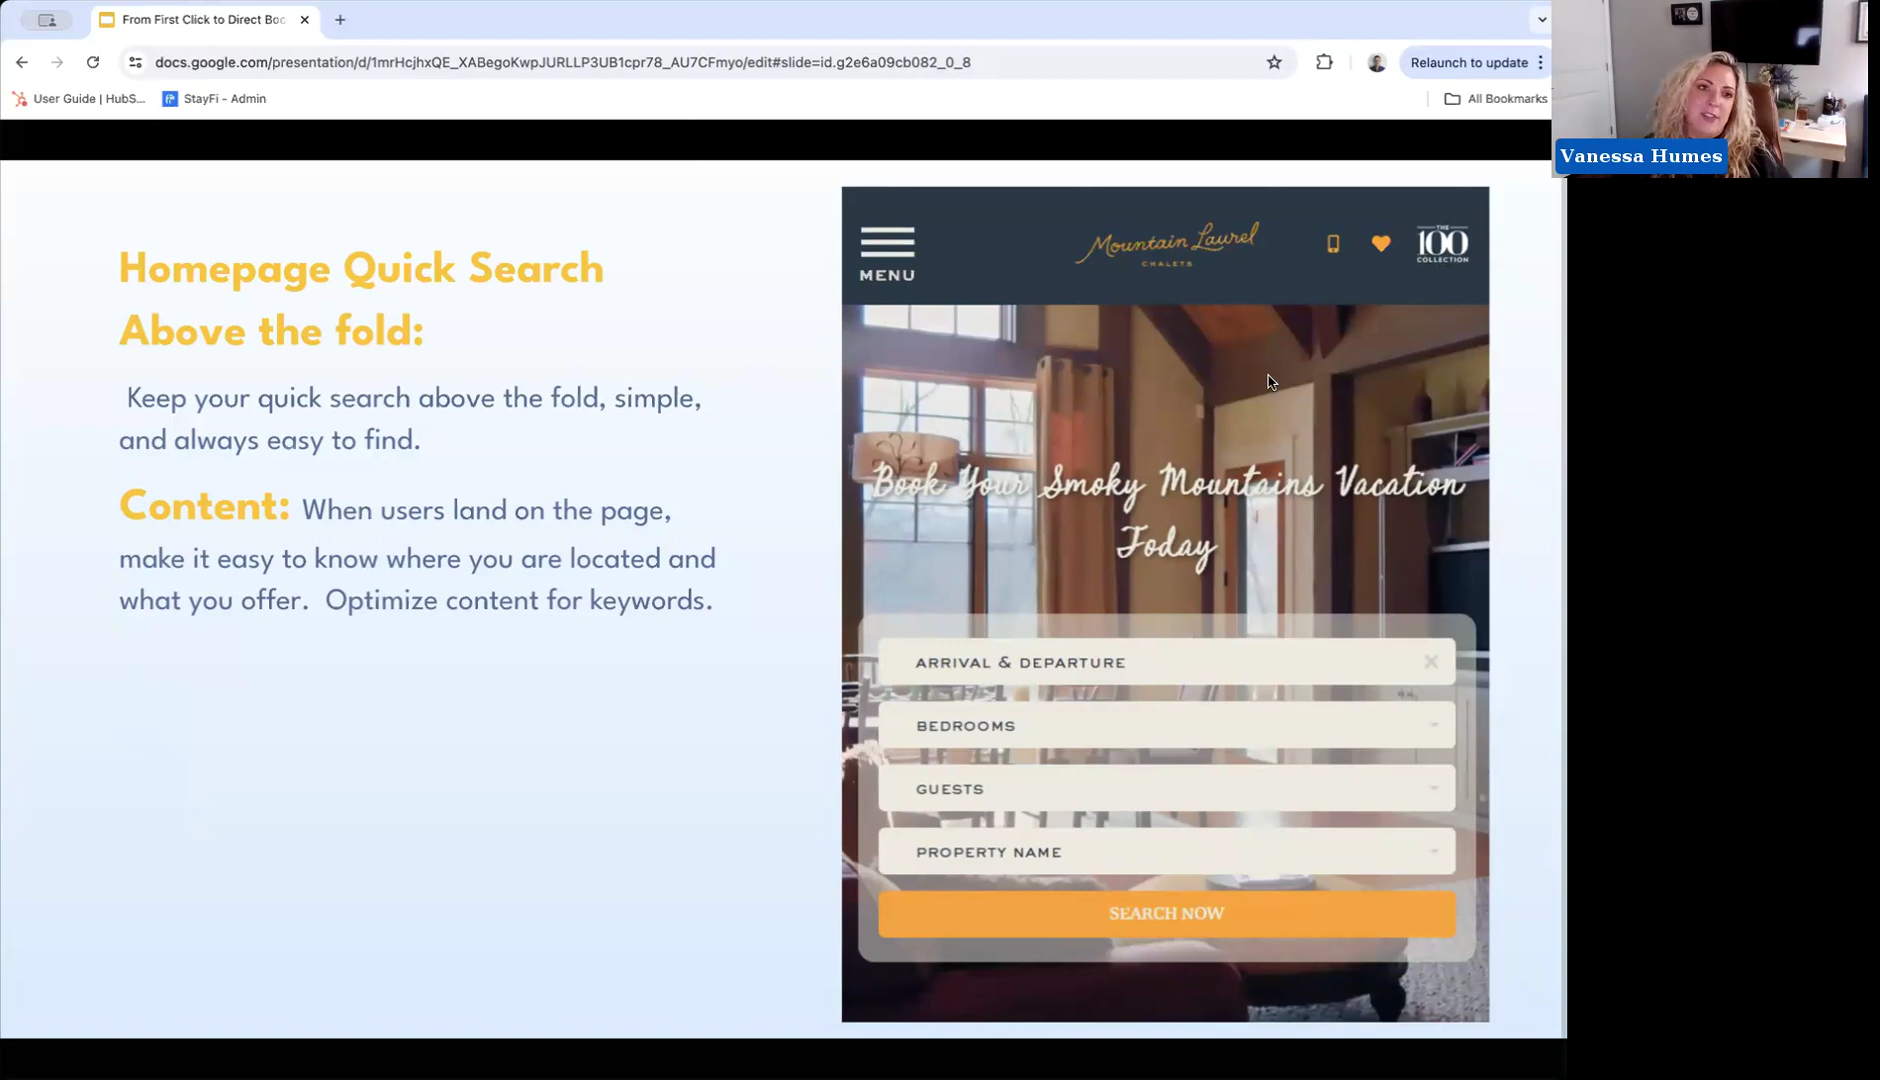 From First Click to Direct Boo
docs.google.com/presentation/d/1mrHcjhxQE_XABegoKwpJURLLP3UB1cpr78_AU7CFmyo/edit#slide=id.g2e6a09cb082_0_8
Relaunch to update
User Guide | HubS...
StayFi - Admin
All Bookmarks
Vanessa Humes
Homepage Quick Search
Above the fold:
Keep your quick search above the fold, simple,
and always easy to find.
Content: When users land on the page,
make it easy to know where you are located and
what you offer. Optimize content for keywords.
MENU
Mountain Laurel
CHALETS
THE
100
COLLECTION
Book Your Smoky Mountains Vacation
Today
ARRIVAL & DEPARTURE
BEDROOMS
GUESTS
PROPERTY NAME
SEARCH NOW